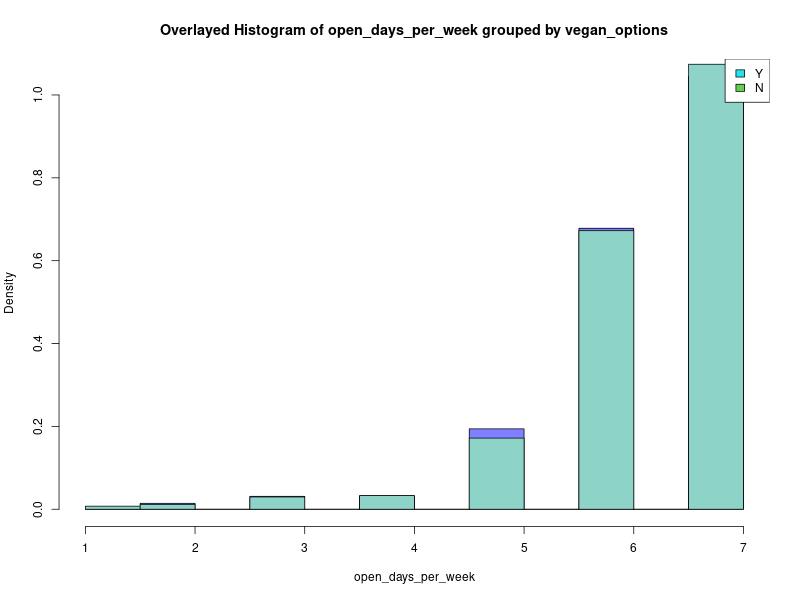 Overlayed Histogram of open_days_per_week grouped by vegan_options
Y
N
Density
1.0
0.8
0.6
0.4
0.2
0.0
1 2 3 4 5 6 7
open_days_per_week